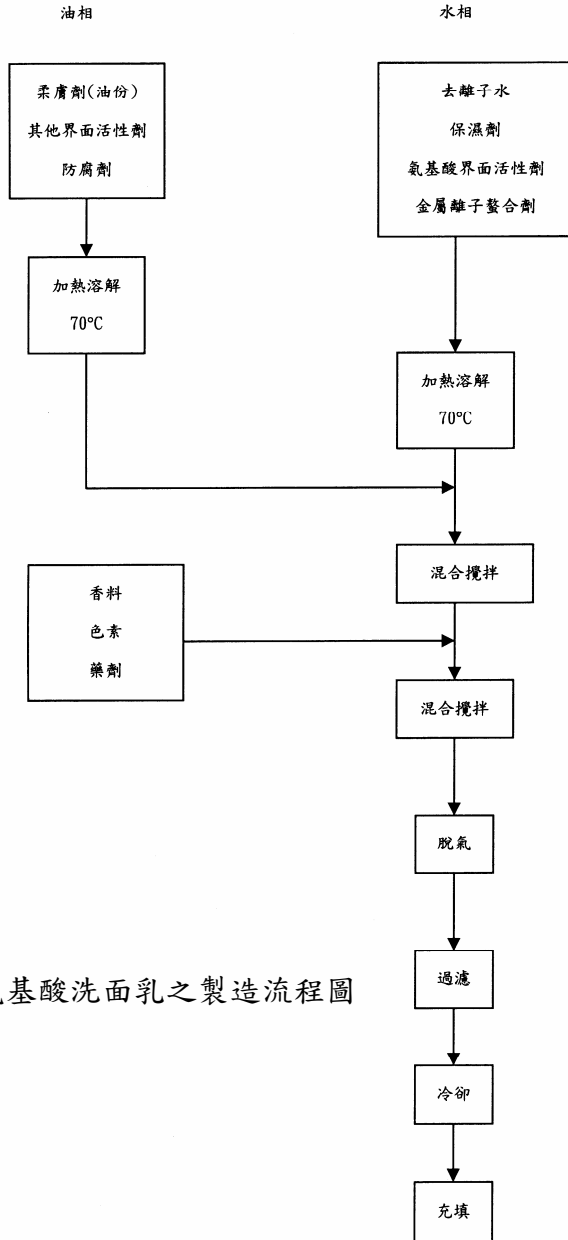 油相
水相
柔膚劑(油份)
其他界面活性劑
防腐劑
去離子水
保濕劑
氨基酸界面活性劑
金屬離子螯合劑
加熱溶解
70°C
加熱溶解
70°C
混合攪拌
香料
色素
藥劑
混合攪拌
脫氣
過濾
基酸洗面乳之製造流程圖
冷卻
充填